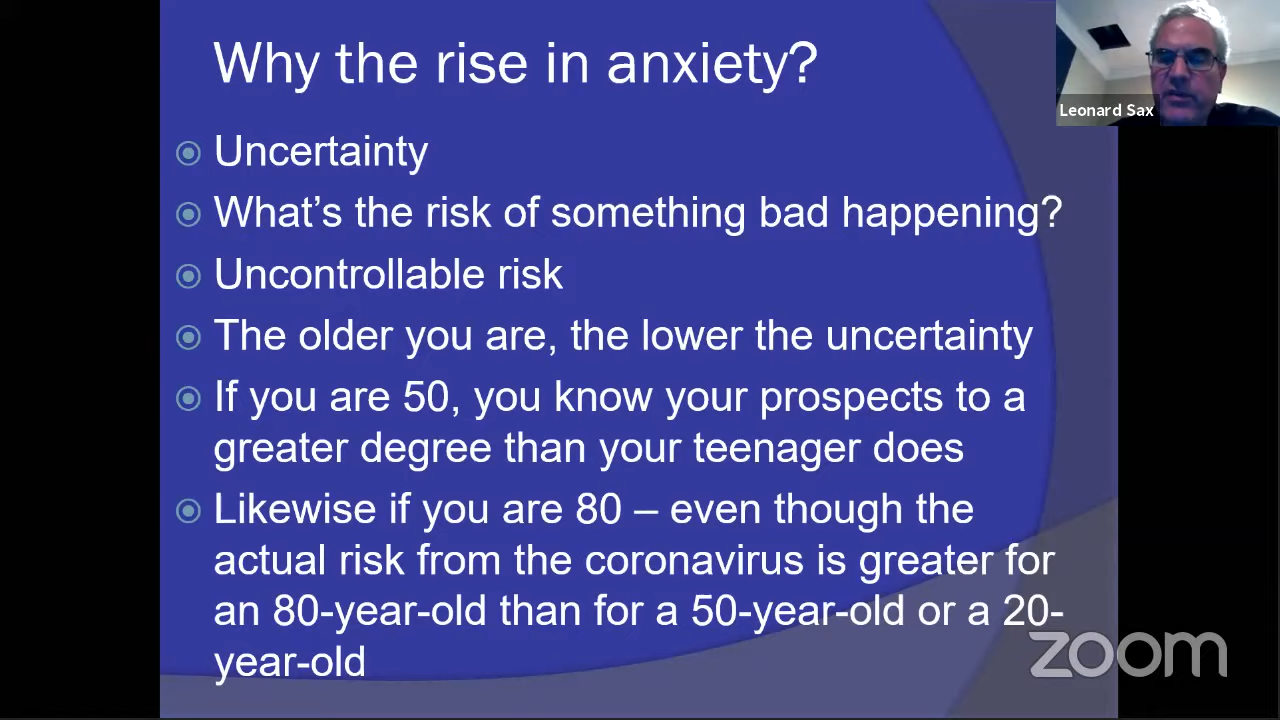 Why the rise in anxiety?
Leonard Sax
Uncertainty
What's the risk of something bad happening?
Uncontrollable risk
The older you are, the lower the uncertainty
If you are 50, you know your prospects to a
greater degree than your teenager does
Likewise if you are 80 – even though the
actual risk from the coronavirus is greater for
an 80-year-old than for a 50-year-old or a 20-
year-old
zoom